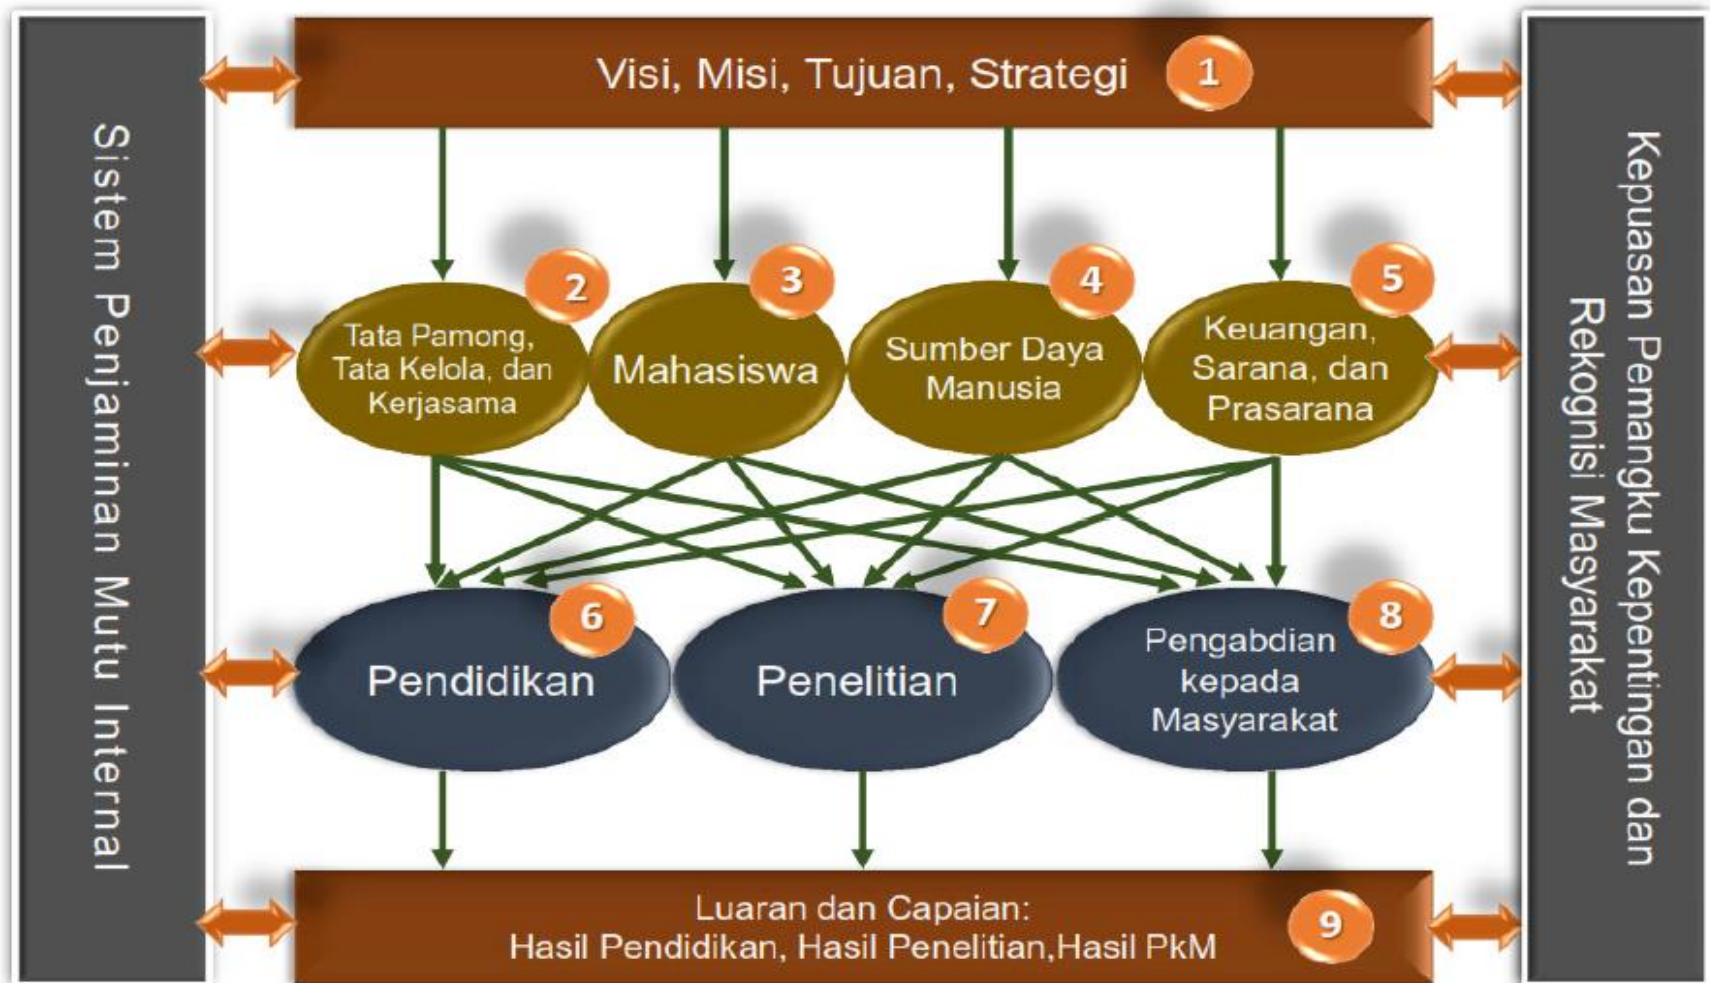 Sistem Penjaminan Mutu Internal
Visi, Misi, Tujuan, Strategi
1
2
Tata Pamong,
Tata Kelola, dan
Kerjasama
3
Mahasiswa
4
Sumber Daya
Manusia
5
Keuangan,
Sarana, dan
Prasarana
6
Pendidikan
7
Penelitian
8
Pengabdian
kepada
Masyarakat
Luaran dan Capaian:
Hasil Pendidikan, Hasil Penelitian,Hasil PkM
9
Kepuasan Pemangku Kepentingan dan
Rekognisi Masyarakat